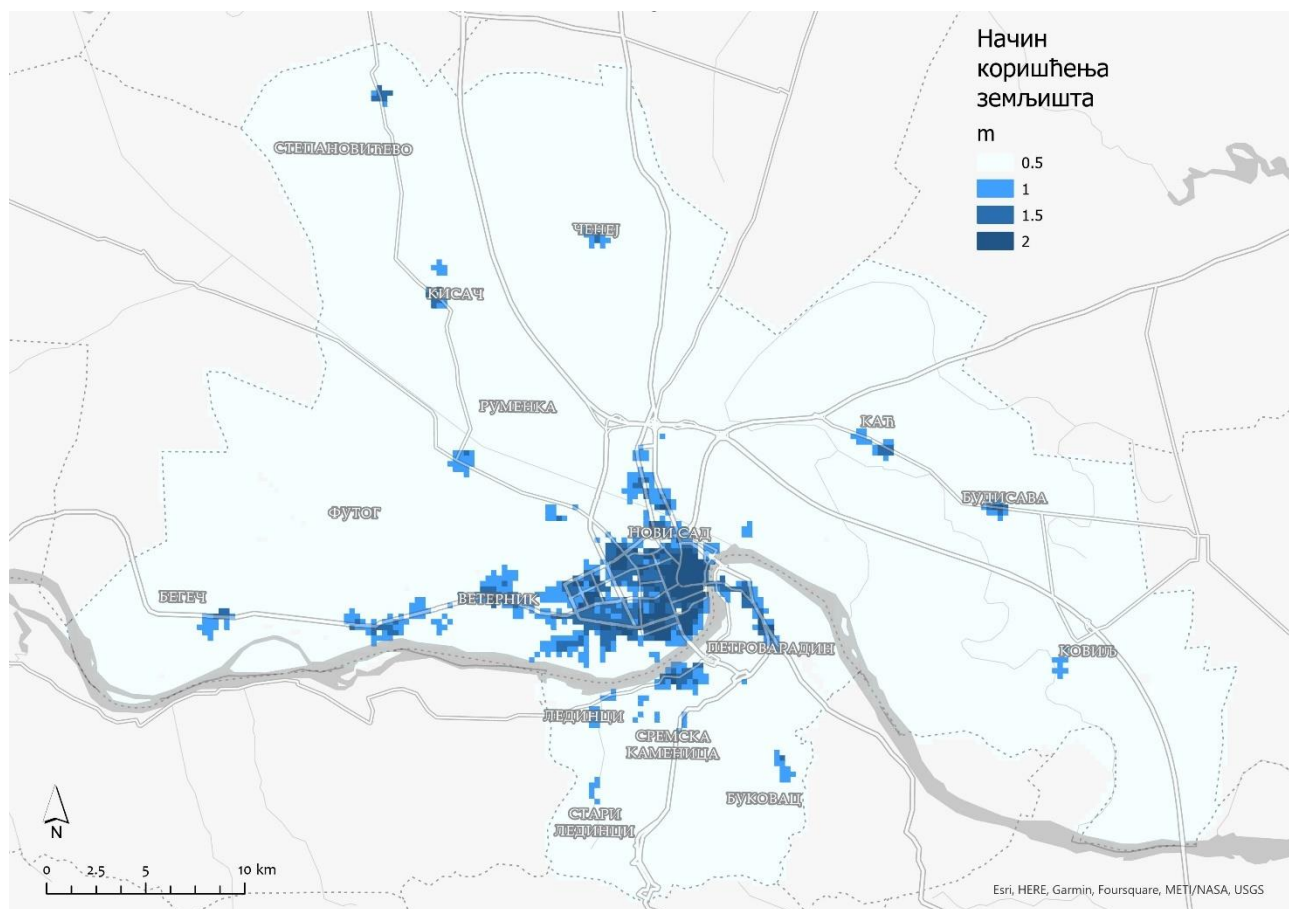 Начин
коришћења
земљишта
m
0.5
1
1.5
2
СТЕПАНОВИЋЕВО
ЧЕНЕЈ
КИСАЧ
РУМЕНКА
КАЋ
БУДИСАВА
ФУТОГ
НОВИ САД
БЕГЕЧ
ВЕТЕРНИК
ПЕТРОВАРАДИН
КОВИЉ
ЛЕДИНЦИ
СРЕМСКА
КАМЕНИЦА
БУКОВАЦ
СТАРИ
ЛЕДИНЦИ
N
0 2.5 5 10 km
Esri, HERE, Garmin, Foursquare, METI/NASA, USGS